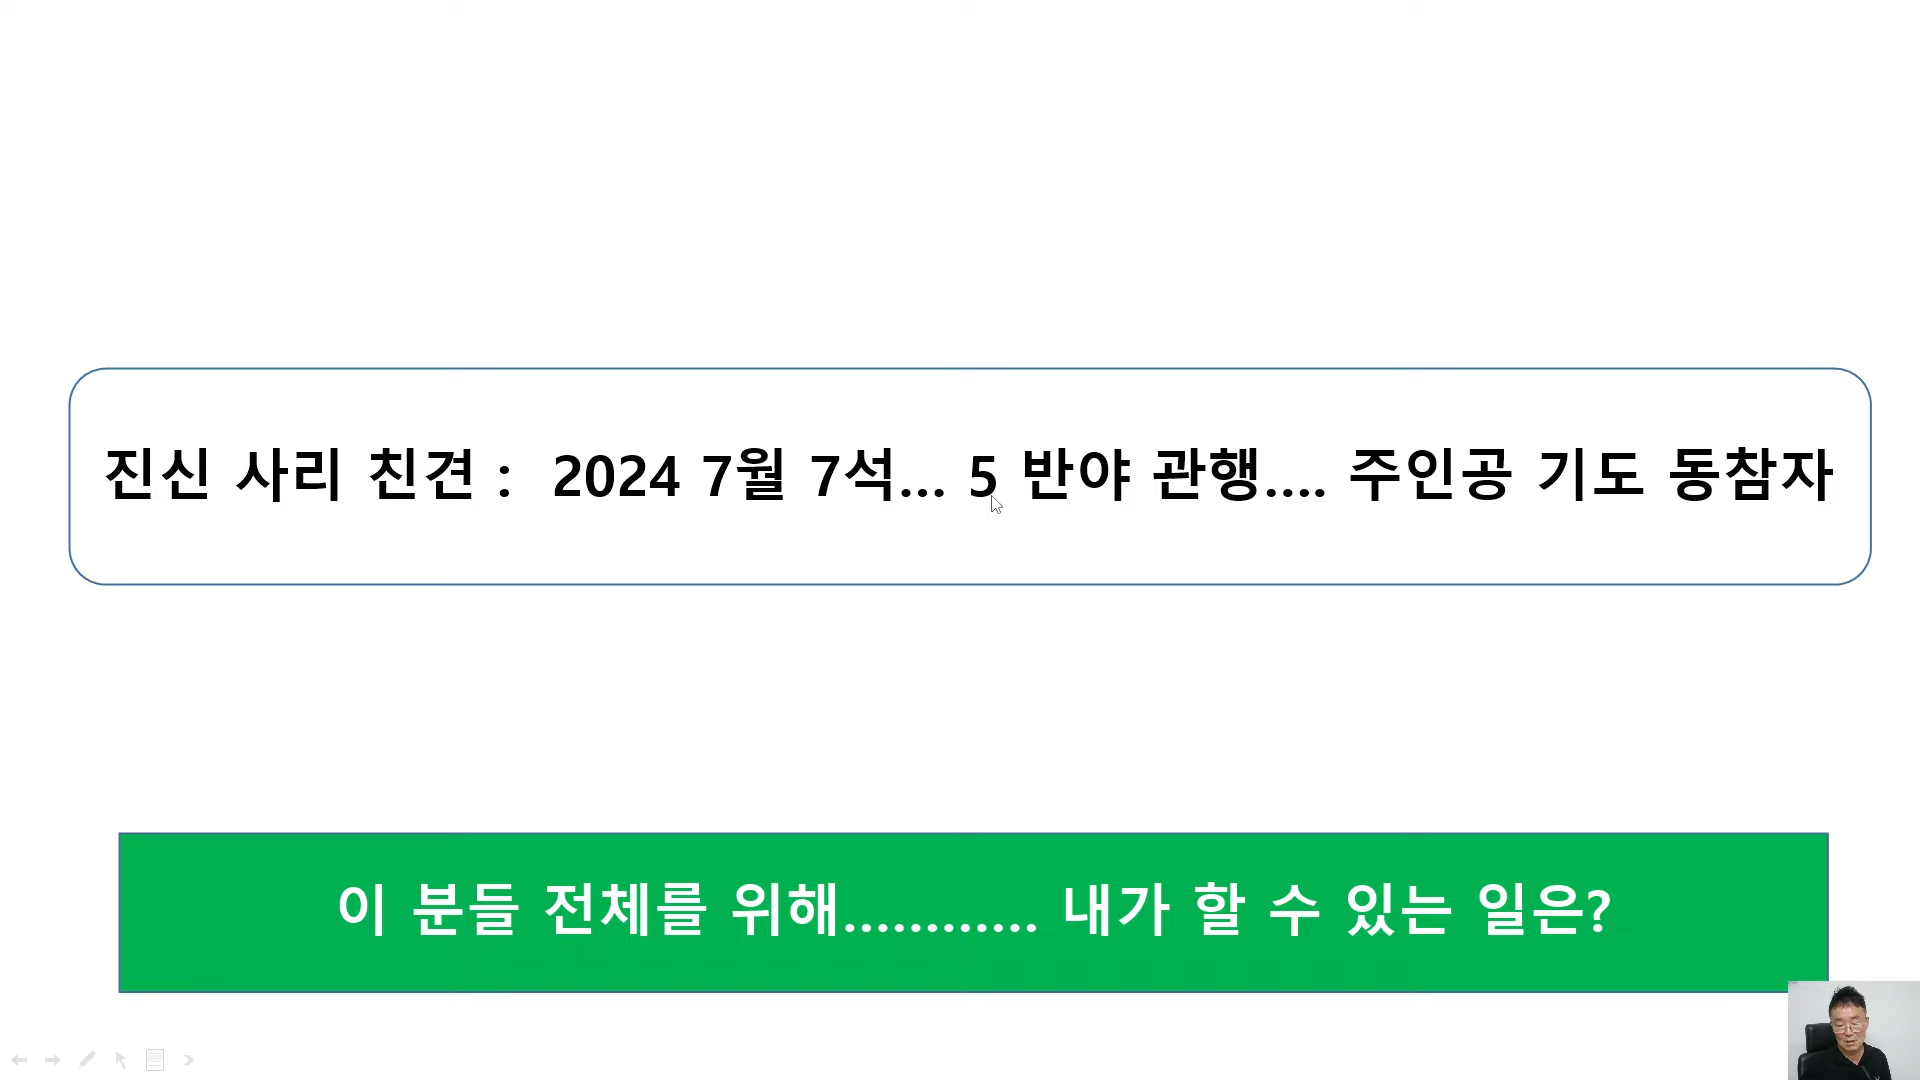 진신 사리 친견 :  2024 7월 7석... 5 반야 관행.... 주인공 기도 동참자
이 분들 전체를 위해............ 내가 할 수 있는 일은?